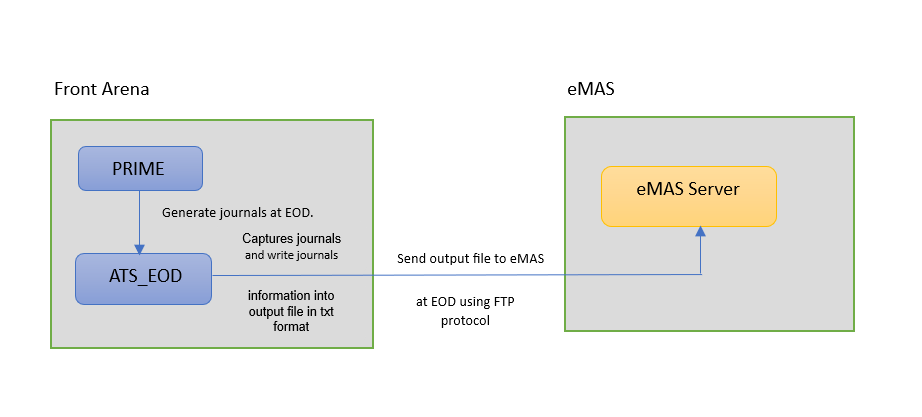 Front Arena
eMAS
PRIME
eMAS Server
Generate journals at EOD.
Captures journals
and write journals
Send output file to eMAS
ATS_EOD
information into
output file in txt
format
at EOD using FTP
protocol